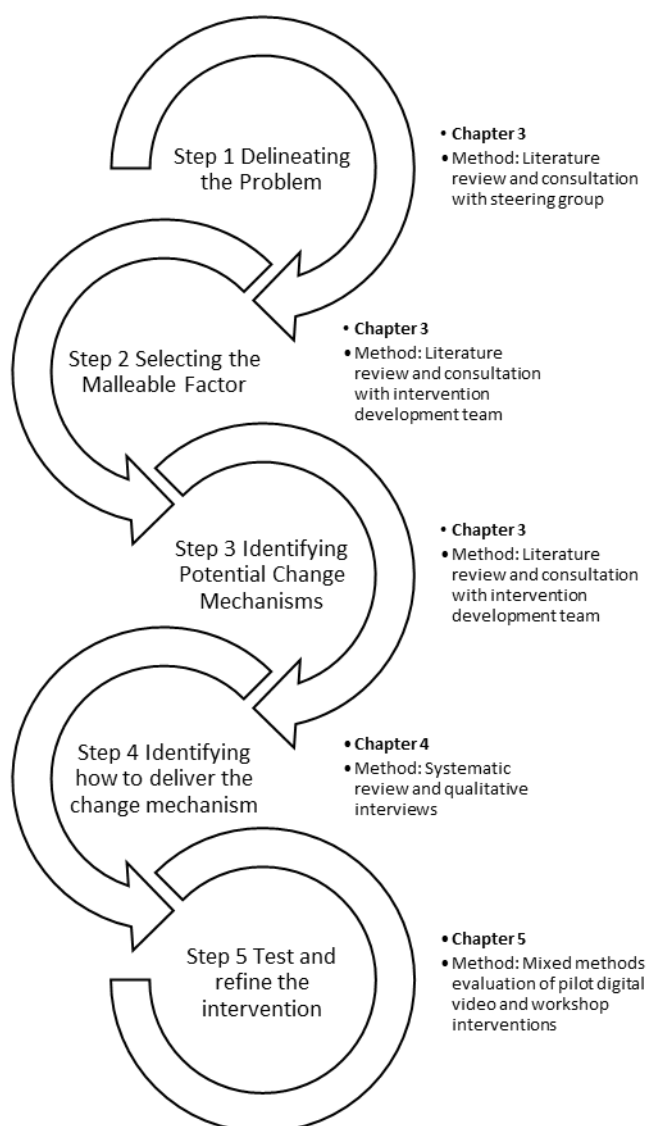 Step 1 Delineating
the Problem
• Chapter 3
• Method: Literature
review and consultation
with steering group
Step 2 Selecting the
Malleable Factor
• Chapter 3
• Method: Literature
review and consultation
with intervention
development team
Step 3 Identifying
Potential Change
Mechanisms
• Chapter 3
• Method: Literature
review and consultation
with intervention
development team
Step 4 Identifying
how to deliver the
change mechanism
• Chapter 4
• Method: Systematic
review and qualitative
interviews
Step 5 Test and
refine the
intervention
• Chapter 5
• Method: Mixed methods
evaluation of pilot digital
video and workshop
interventions